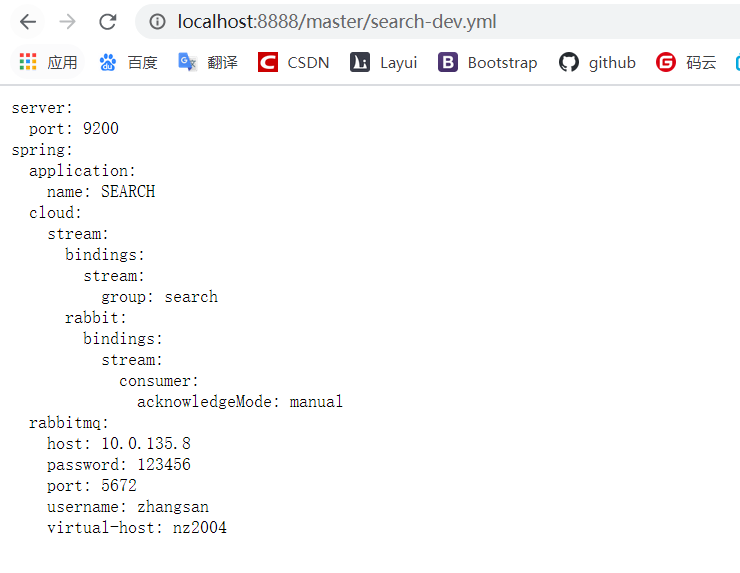 localhost:8888/master/search-dev.yml
应用 百度 翻译 CSDN Layui Bootstrap github 码云
server:
  port: 9200
spring:
  application:
    name: SEARCH
  cloud:
    stream:
      bindings:
        stream:
          group: search
      rabbit:
        bindings:
          stream:
            consumer:
              acknowledgeMode: manual
  rabbitmq:
    host: 10.0.135.8
    password: 123456
    port: 5672
    username: zhangsan
    virtual-host: nz2004